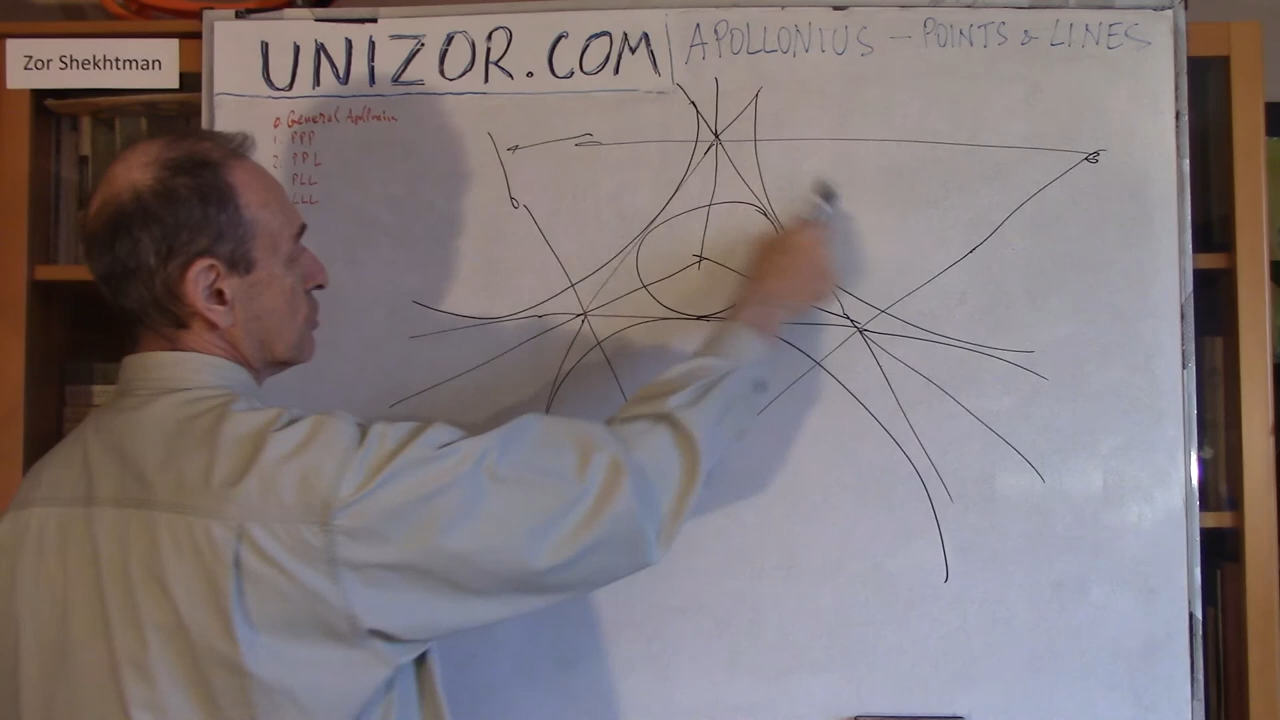 Zor Shekhtman
UNIZOR.COM
APOLLONIUS - POINTS & LINES
0. General Apollonius
1. PPP
2. PPL
PLL
LLL